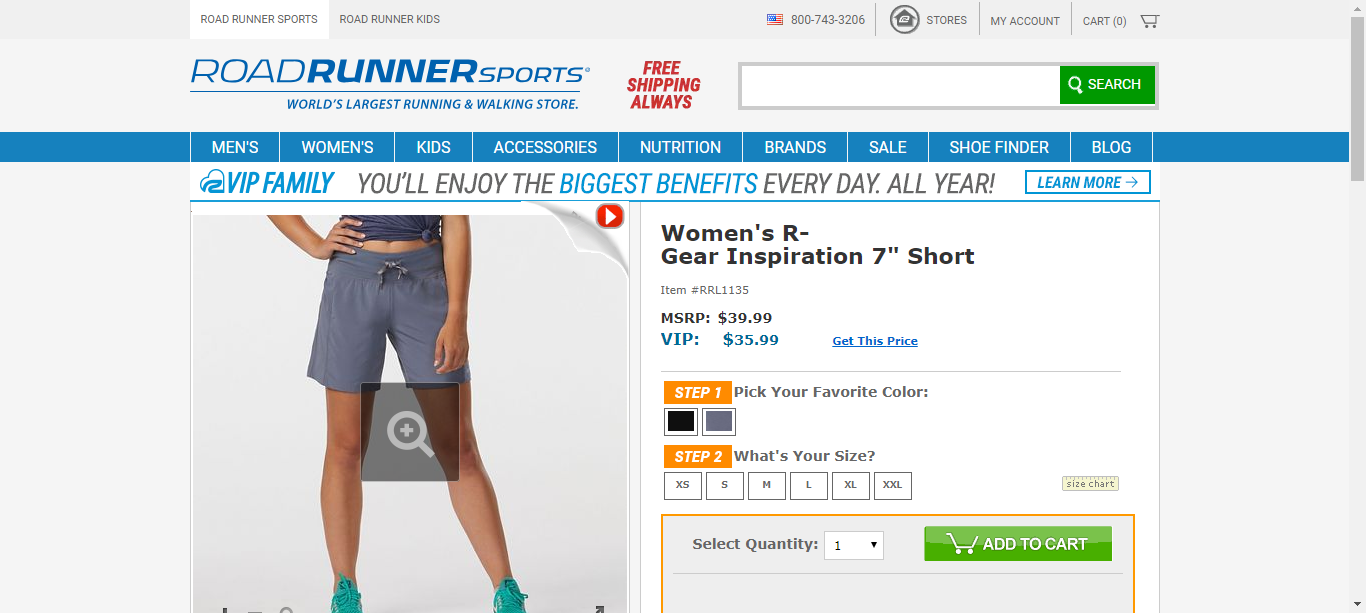 ROAD RUNNER SPORTS
ROAD RUNNER KIDS
800-743-3206
STORES
MY ACCOUNT
CART (0)
ROADRUNNERSPORTS®
WORLD'S LARGEST RUNNING & WALKING STORE.
FREE
SHIPPING
ALWAYS
SEARCH
MEN'S
WOMEN'S
KIDS
ACCESSORIES
NUTRITION
BRANDS
SALE
SHOE FINDER
BLOG
VIP FAMILY YOU'LL ENJOY THE BIGGEST BENEFITS EVERY DAY. ALL YEAR!
LEARN MORE →
Women's R-
Gear Inspiration 7" Short
Item #RRL1135
MSRP: $39.99
VIP: $35.99
Get This Price
STEP 1 Pick Your Favorite Color:
STEP 2 What's Your Size?
XS
S
M
L
XL
XXL
size chart
Select Quantity: 1
ADD TO CART